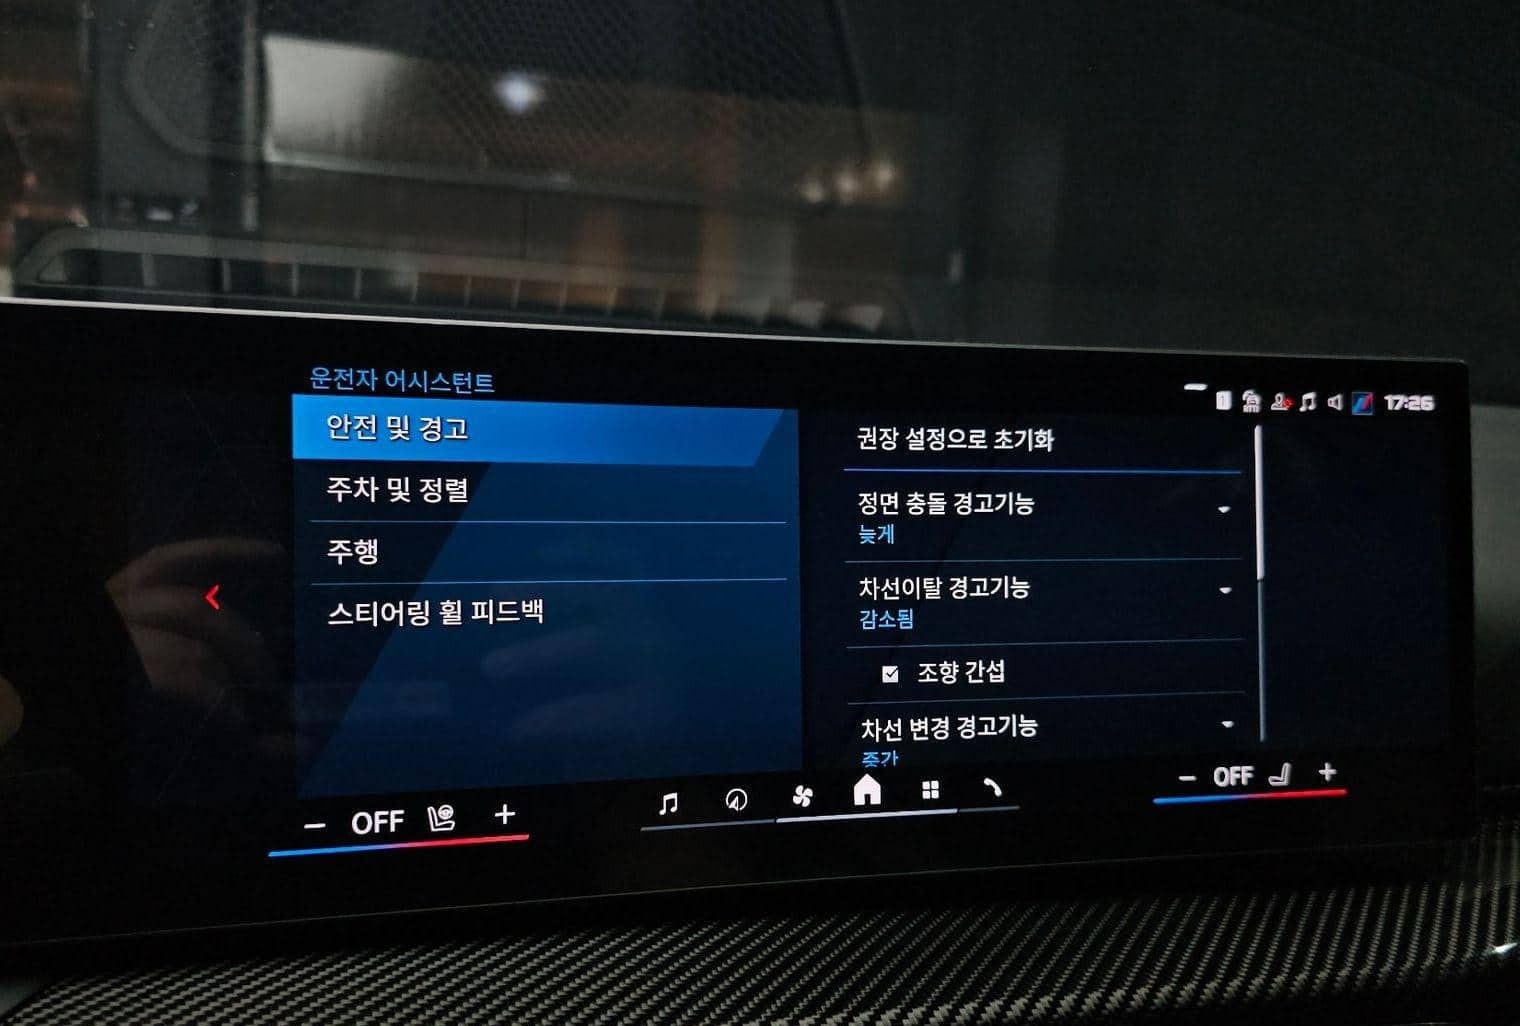 운전자 어시스턴트
안전 및 경고
주차 및 정렬
주행
스티어링 휠 피드백
17:26
권장 설정으로 초기화
정면 충돌 경고기능
늦게
차선이탈 경고기능
감소됨
조향 간섭
차선 변경 경고기능
중간
- OFF +
- OFF +